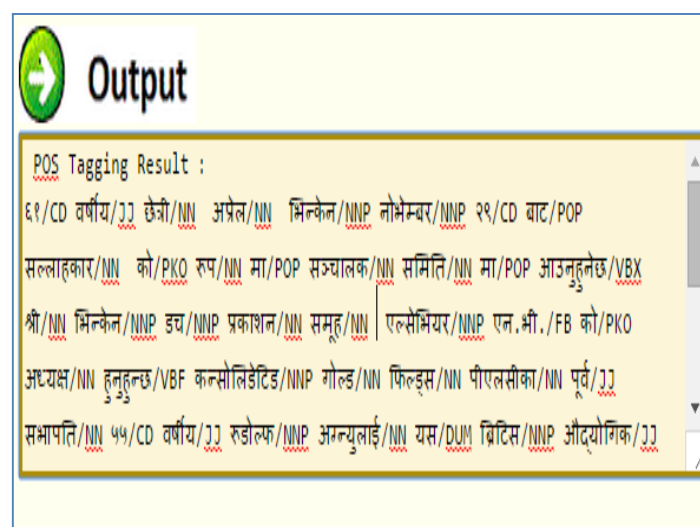 Output
POS Tagging Result :
६१/CD वर्षीय/JJ छेत्री/NN अप्रेल/NN भिन्केन/NNP नोभेम्बर/NNP २९/CD बाट/POP
सल्लाहकार/NN को/PKO रुप/NN मा/POP सञ्चालक/NN समिति/NN मा/POP आउनुहुनेछ/VBX
श्री/NN भिन्केन/NNP डच/NNP प्रकाशन/NN समूह/NN एल्सेभियर/NNP एन.भी./FB को/PKO
अध्यक्ष/NN हुनुहुन्छ/VBF कन्सोलिडेटिड/NNP गोल्ड/NN फिल्ड्स/NN पीएलसीका/NN पूर्व/JJ
सभापति/NN ५५/CD वर्षीय/JJ रुडोल्फ/NNP अग्न्युलाई/NN यस/DUM ब्रिटिस/NNP औद्योगिक/JJ